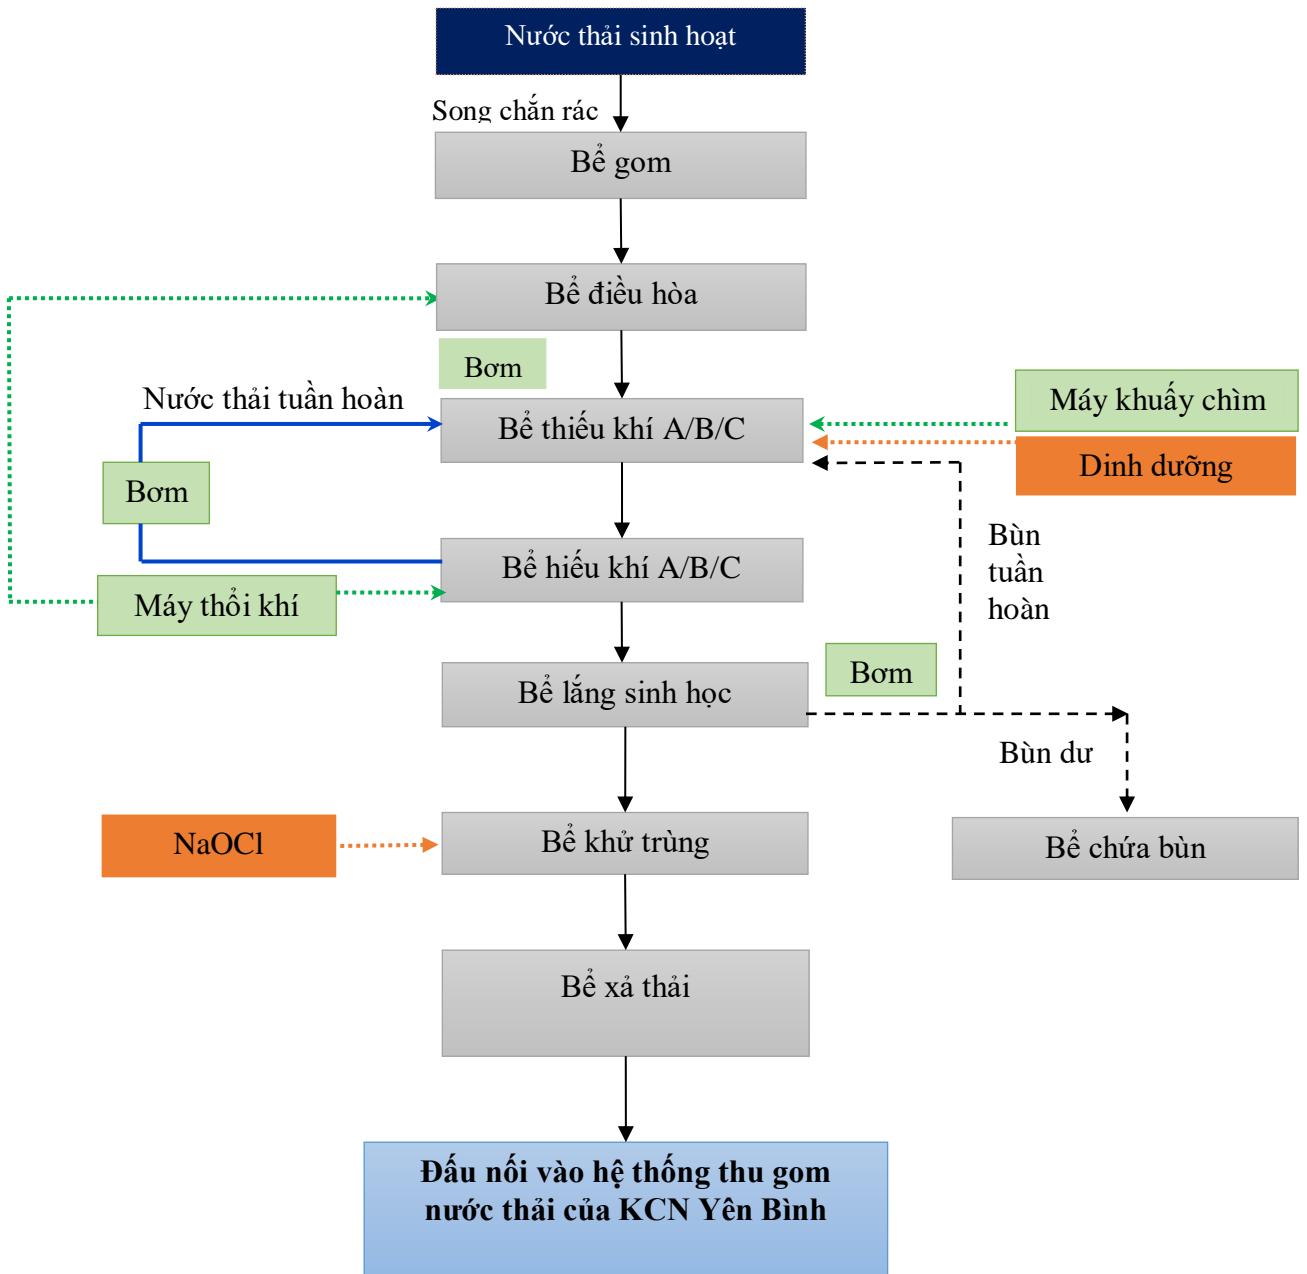 Nước thải sinh hoạt
Song chắn rác
Bể gom
Bể điều hòa
Bơm
Nước thải tuần hoàn
Máy khuấy chìm
Bể thiếu khí A/B/C
Dinh dưỡng
Bơm
Bùn
tuần
hoàn
Bể hiếu khí A/B/C
Máy thổi khí
Bơm
Bể lắng sinh học
Bùn dư
NaOCl
Bể khử trùng
Bể chứa bùn
Bể xả thải
Đấu nối vào hệ thống thu gom
nước thải của KCN Yên Bình